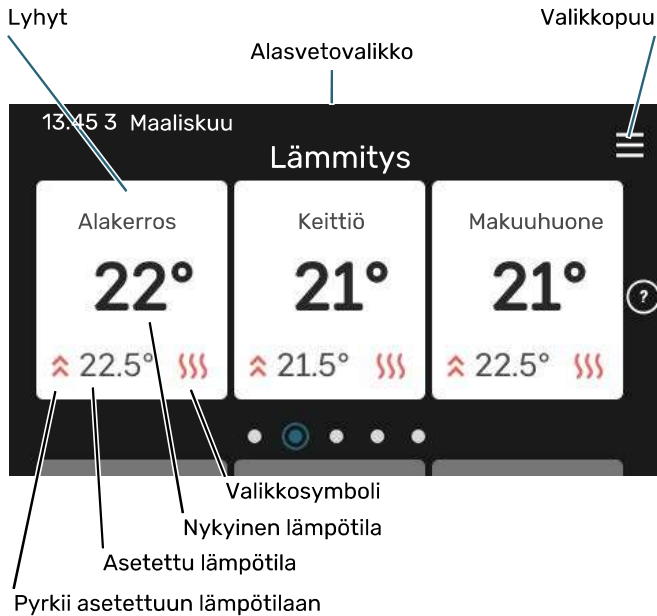 Lyhyt
Valikkopuu
Alasvetovalikko
13.45 3 Maaliskuu
Lämmitys
Alakerros
Keittiö
Makuuhuone
22°
21°
21°
?
22.5°
21.5°
22.5°
Valikkosymboli
Nykyinen lämpötila
Asetettu lämpötila
Pyrkii asetettuun lämpötilaan